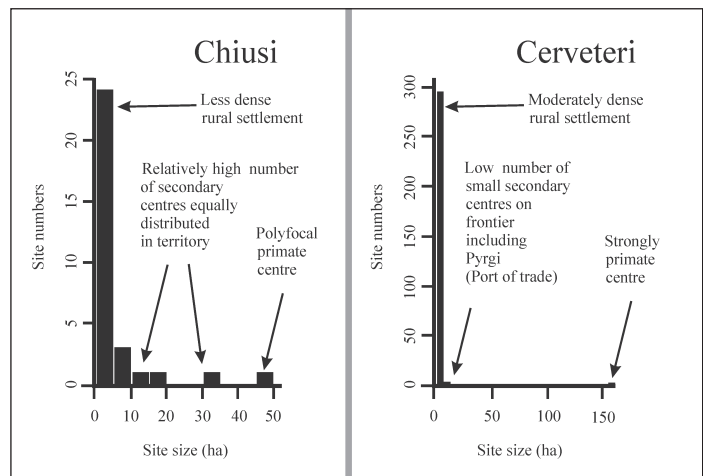 Chiusi
25
20
15
10
5
0
Site numbers
Less dense
rural settlement
Relatively high number
of secondary
centres equally
distributed
in territory
Polyfocal
primate
centre
0 10 20 30 40 50
Site size (ha)
Cerveteri
300
250
200
150
100
50
0
Site numbers
Moderately dense
rural settlement
Low number of
small secondary
centres on
frontier
including
Pyrgi
(Port of trade)
Strongly
primate
centre
0 50 100 150
Site size (ha)